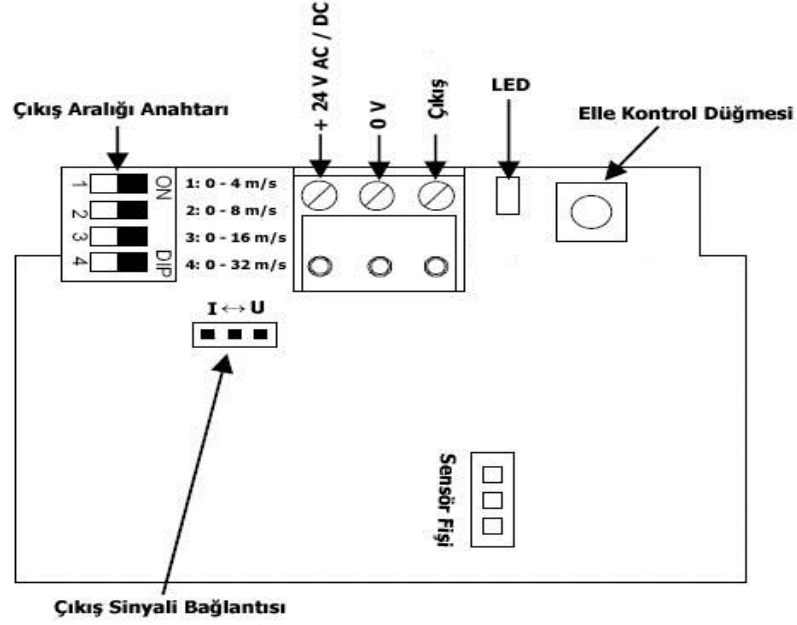 + 24 V AC / DC
0 V
Çıkış
LED
Çıkış Aralığı Anahtarı
Elle Kontrol Düğmesi
1 ON
2
3
4 DIP
1: 0 - 4 m/s
2: 0 - 8 m/s
3: 0 - 16 m/s
4: 0 - 32 m/s
I ↔ U
Sensör Fişi
Çıkış Sinyali Bağlantısı